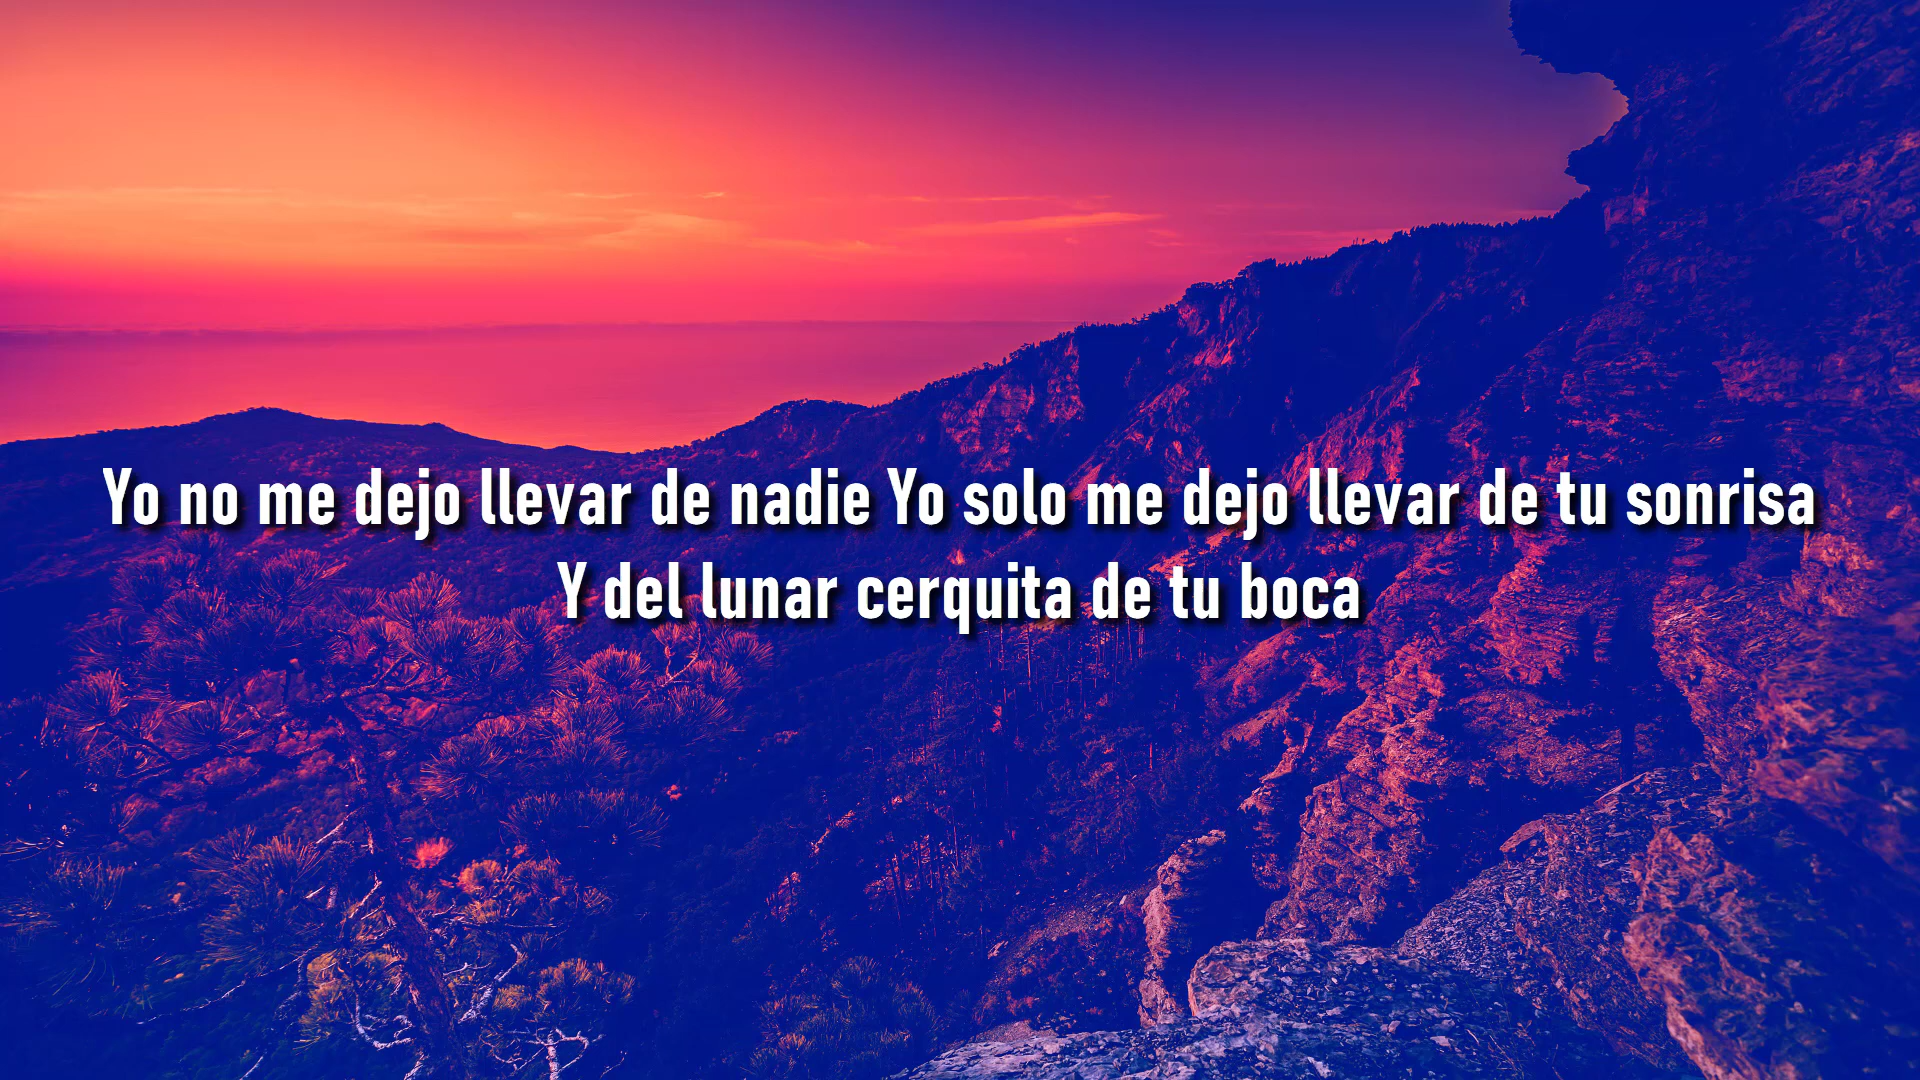 Yo no me dejo llevar de nadie Yo solo me dejo llevar de tu sonrisa
Y del lunar cerquita de tu boca